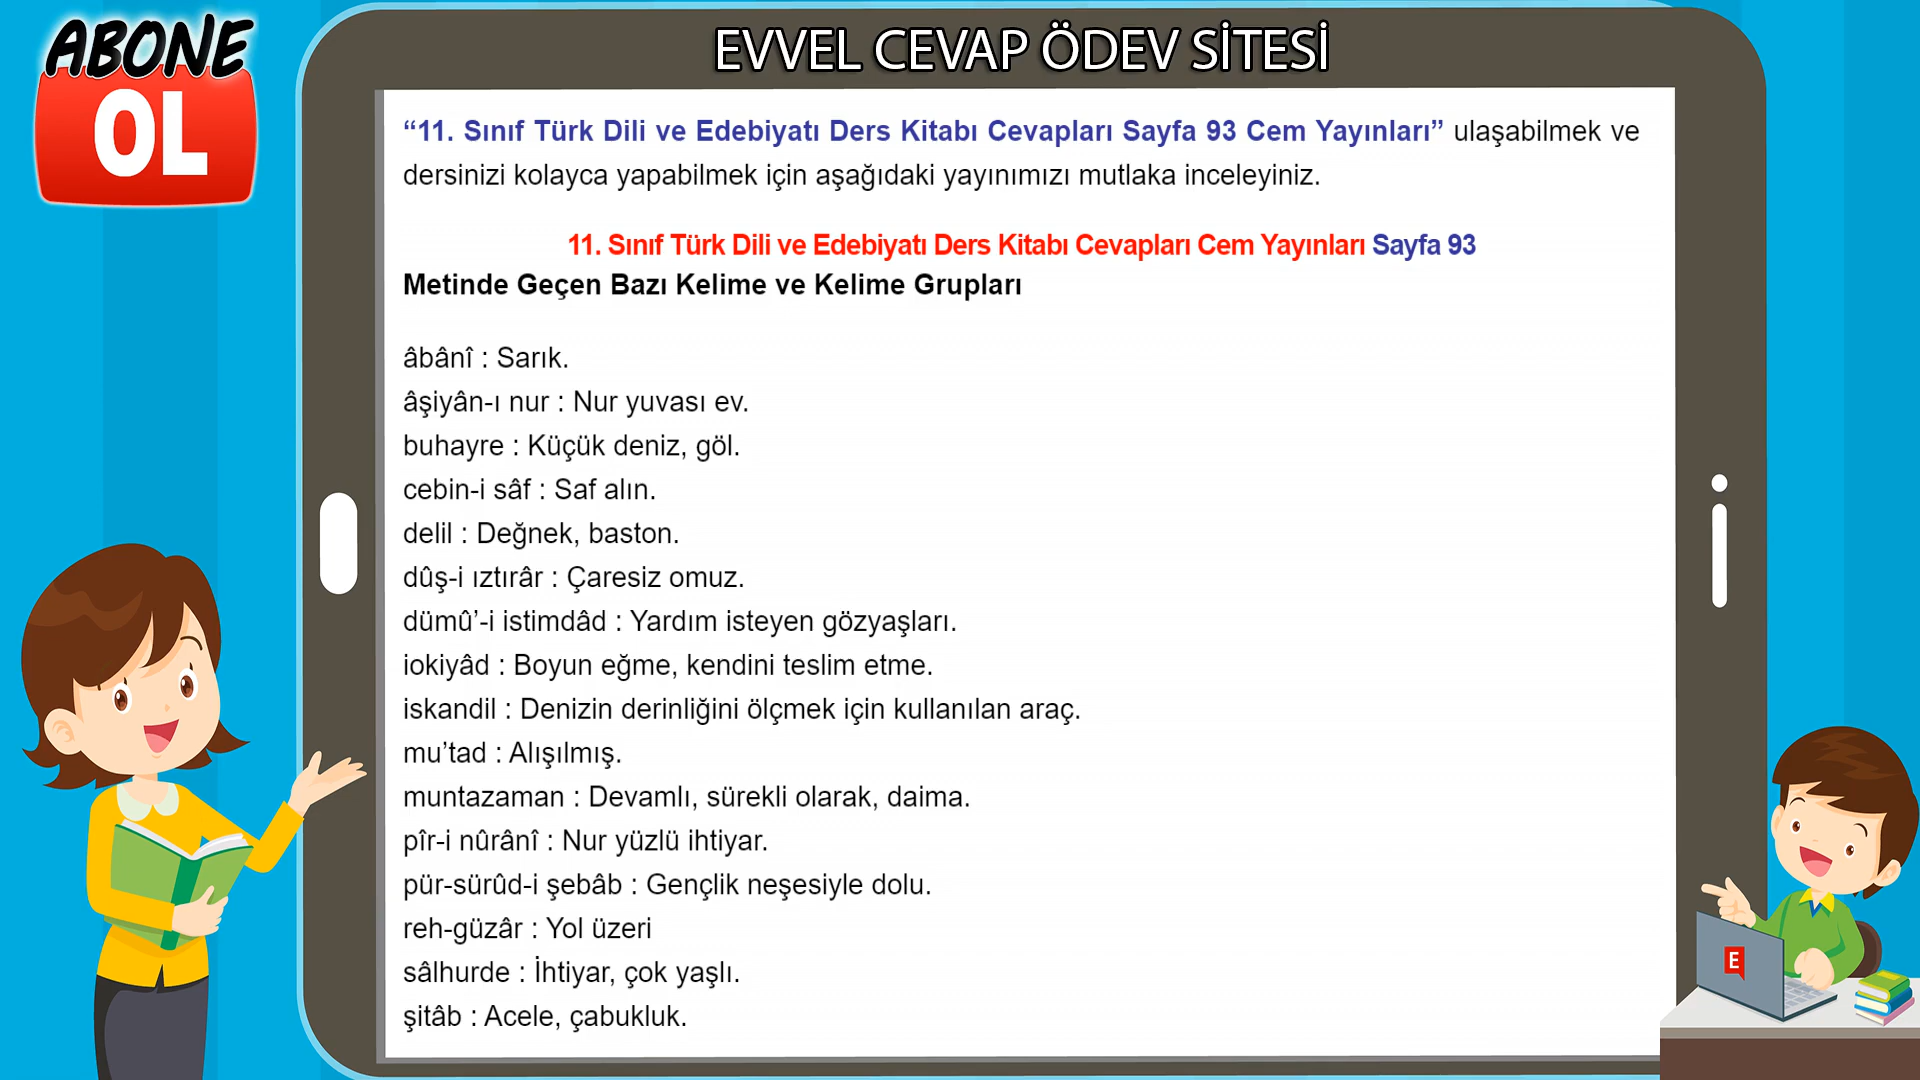 ABONE
OL
EVVEL CEVAP ÖDEV SİTESİ
“11. Sınıf Türk Dili ve Edebiyatı Ders Kitabı Cevapları Sayfa 93 Cem Yayınları” ulaşabilmek ve
dersinizi kolayca yapabilmek için aşağıdaki yayınımızı mutlaka inceleyiniz.
11. Sınıf Türk Dili ve Edebiyatı Ders Kitabı Cevapları Cem Yayınları Sayfa 93
Metinde Geçen Bazı Kelime ve Kelime Grupları
âbânî : Sarık.
âşiyân-ı nur : Nur yuvası ev.
buhayre : Küçük deniz, göl.
cebin-i sâf : Saf alın.
delil : Değnek, baston.
dûş-i ıztırâr : Çaresiz omuz.
dümû’-i istimdâd : Yardım isteyen gözyaşları.
iokiyâd : Boyun eğme, kendini teslim etme.
iskandil : Denizin derinliğini ölçmek için kullanılan araç.
mu’tad : Alışılmış.
muntazaman : Devamlı, sürekli olarak, daima.
pîr-i nûrânî : Nur yüzlü ihtiyar.
pür-sürûd-i şebâb : Gençlik neşesiyle dolu.
reh-güzâr : Yol üzeri
sâlhurde : İhtiyar, çok yaşlı.
şitâb : Acele, çabukluk.
E